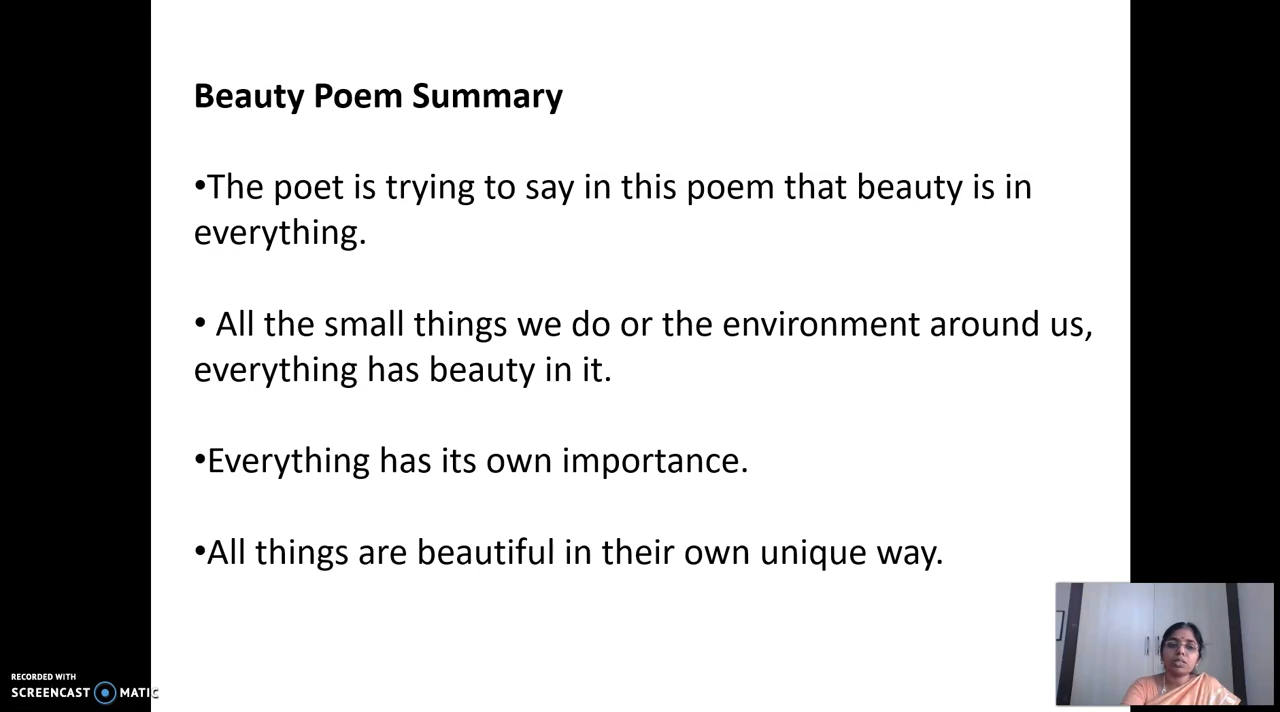 Beauty Poem Summary
•The poet is trying to say in this poem that beauty is in
everything.
• All the small things we do or the environment around us,
everything has beauty in it.
•Everything has its own importance.
•All things are beautiful in their own unique way.
RECORDED WITH
SCREENCAST MATIC